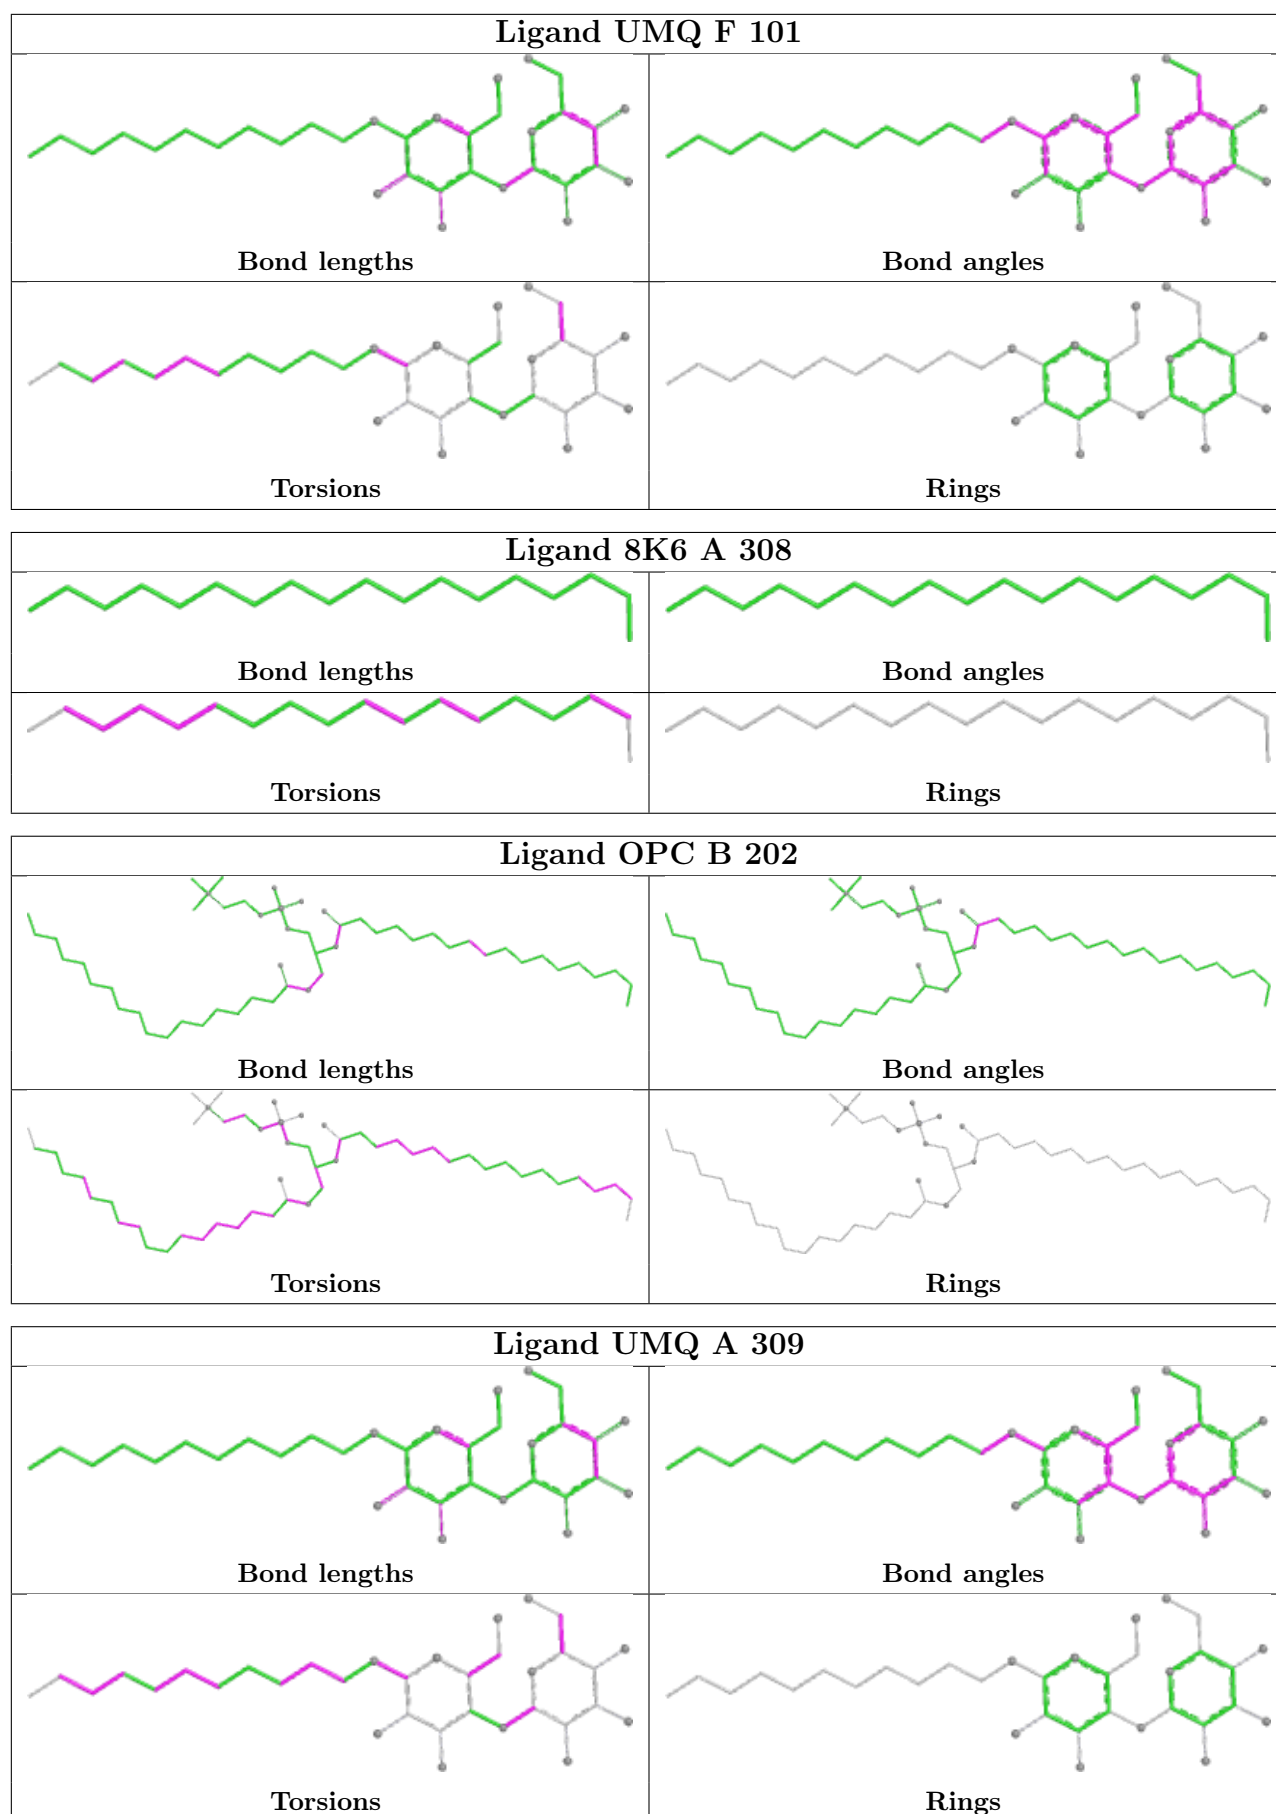 Ligand UMQ F 101
Bond lengths
Bond angles
Torsions
Rings
Ligand 8K6 A 308
Bond lengths
Bond angles
Torsions
Rings
Ligand OPC B 202
Bond lengths
Bond angles
Torsions
Rings
Ligand UMQ A 309
Bond lengths
Bond angles
Torsions
Rings